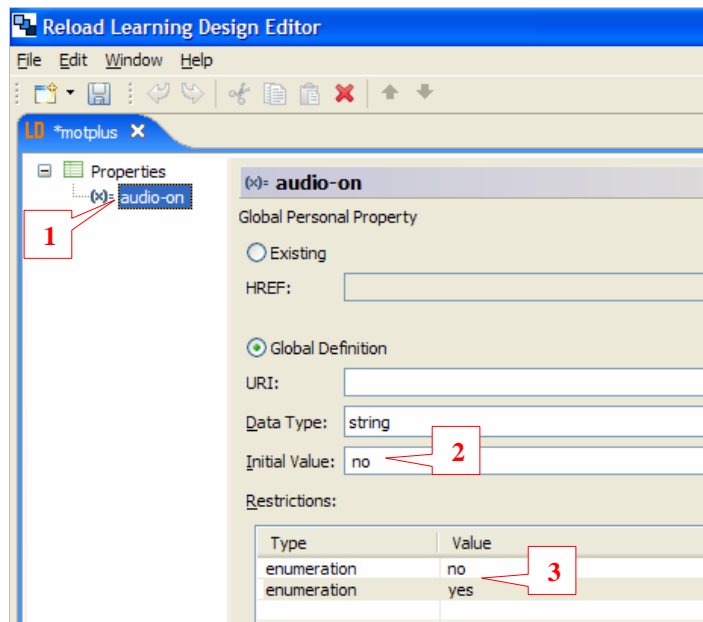 Reload Learning Design Editor
File Edit Window Help
LD *motplus X
Properties
(x)= audio-on
1
(x)= audio-on
Global Personal Property
Existing
HREF:
Global Definition
URI:
Data Type: string
Initial Value: no
2
Restrictions:
Type Value
enumeration no
enumeration yes
3